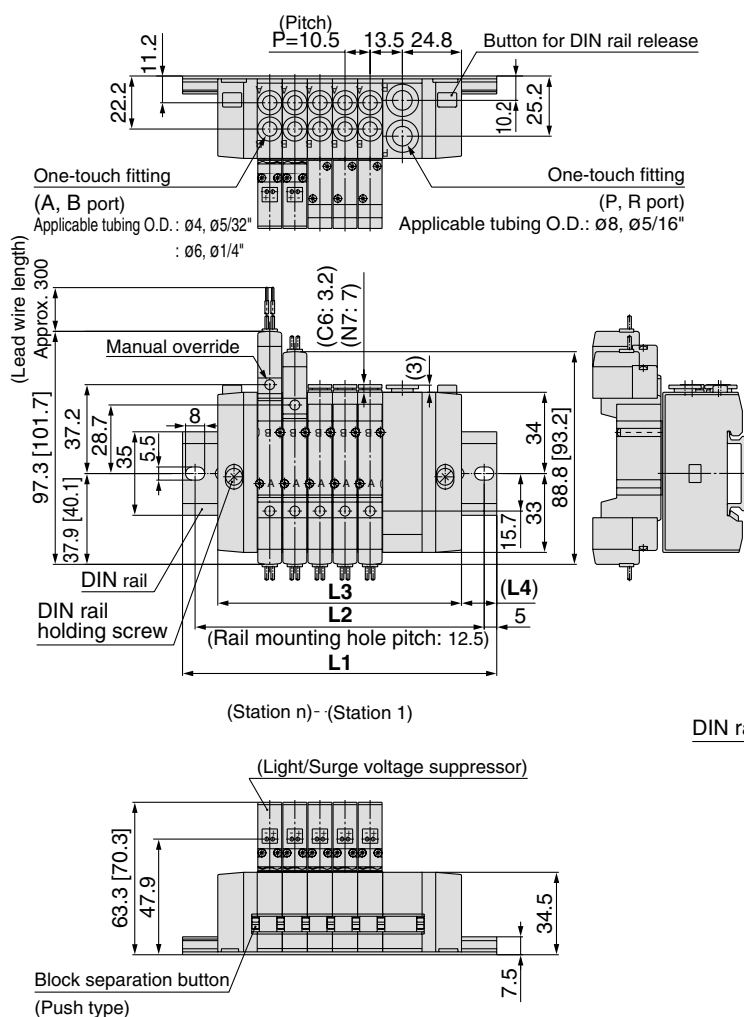 (Pitch)
P=10.5 13.5 24.8
Button for DIN rail release
11.2
22.2
10.2
25.2
One-touch fitting
(A, B port)
Applicable tubing O.D.: Ø4, Ø5/32"
: Ø6, Ø1/4"
One-touch fitting
(P, R port)
Applicable tubing O.D.: Ø8, Ø5/16"
(Lead wire length)
Approx. 300
(C6: 3.2)
(N7: 7)
(3)
Manual override
97.3 [101.7]
37.2
28.7
8
35
5.5
37.9 [40.1]
B B B B B
A A A A A
34
33
15.7
88.8 [93.2]
DIN rail
DIN rail
holding screw
L3
(L4)
L2
5
(Rail mounting hole pitch: 12.5)
L1
(Station n)--(Station 1)
DIN ra
(Light/Surge voltage suppressor)
63.3 [70.3]
47.9
34.5
7.5
Block separation button
(Push type)